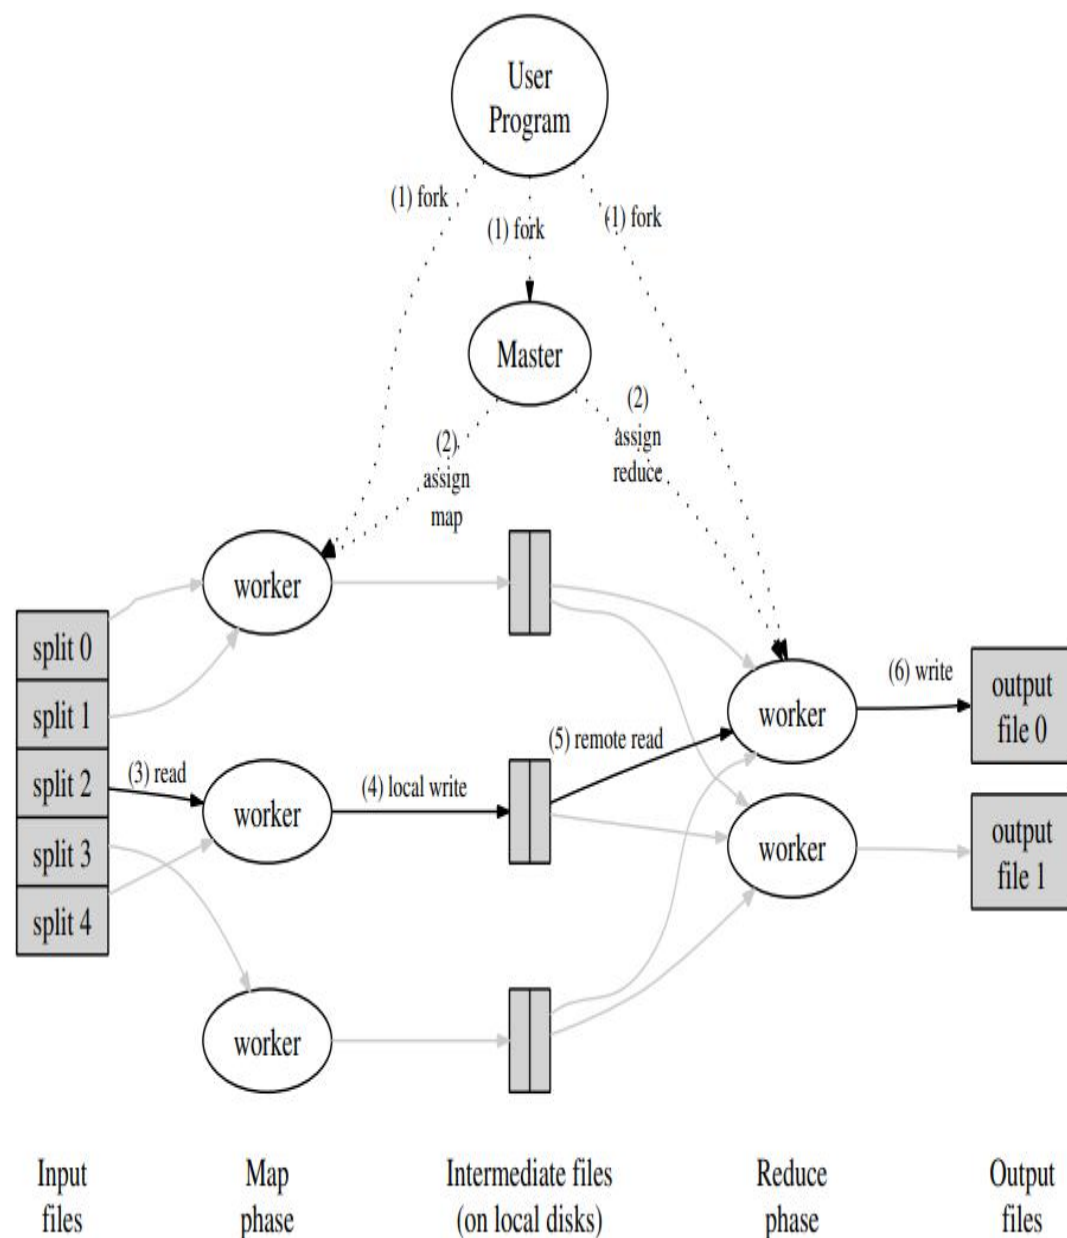 User
Program
(1) fork
(1) fork
(1) fork
Master
(2)
assign
map
(2)
assign
reduce
worker
split 0
split 1
split 2
split 3
split 4
(3) read
worker
(4) local write
(5) remote read
worker
(6) write
output
file 0
worker
output
file 1
worker
Input
files
Map
phase
Intermediate files
(on local disks)
Reduce
phase
Output
files